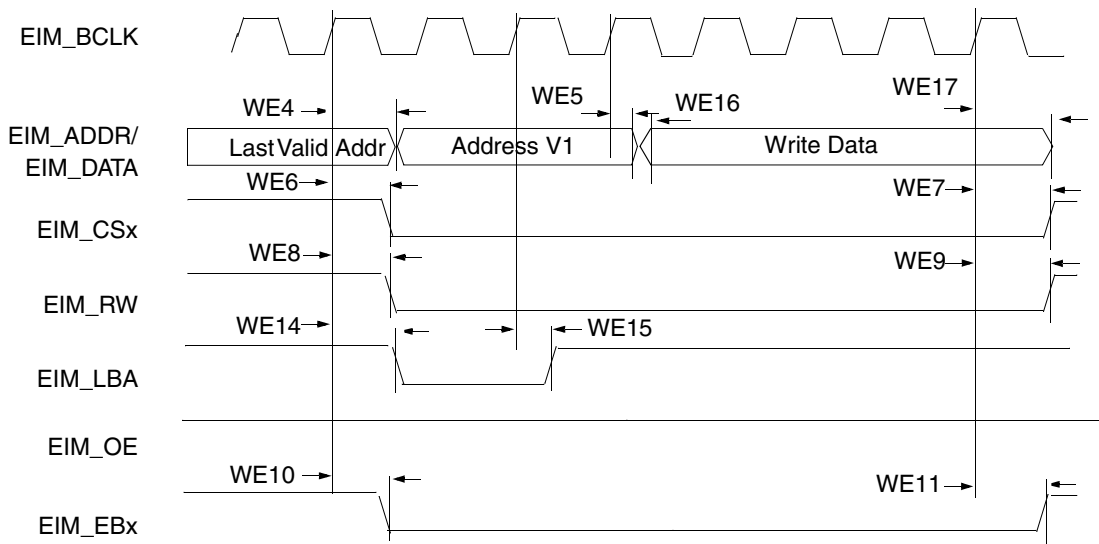 EIM_BCLK
WE4
WE5
WE16
WE17
EIM_ADDR/
EIM_DATA
Last Valid Addr
Address V1
Write Data
WE6
WE7
EIM_CSx
WE8
WE9
EIM_RW
WE14
WE15
EIM_LBA
EIM_OE
WE10
WE11
EIM_EBx